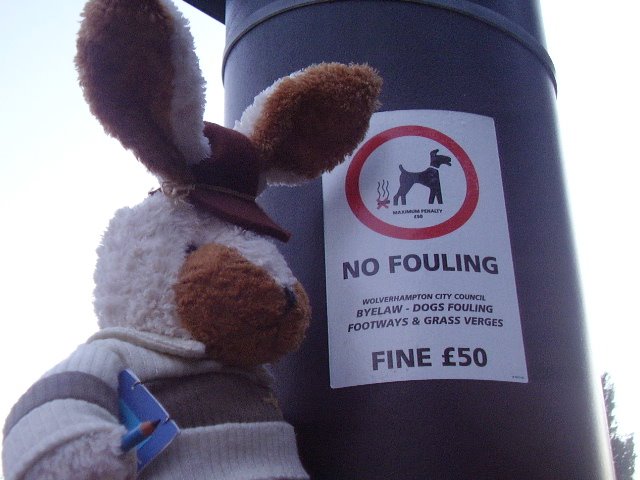 MAXIMUM PENALTY
£50
NO FOULING
WOLVERHAMPTON CITY COUNCIL
BYELAW - DOGS FOULING
FOOTWAYS & GRASS VERGES
FINE £50